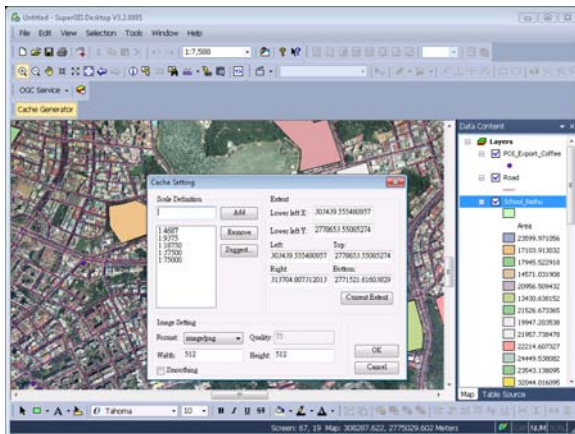 Untitled - SuperGIS Desktop V3.1.0005
File Edit View Selection Tools Window Help
1:7,588
OGC Service
Cache Generator
Data Content
Layers
POI_Export_Coffee
Road
School_Neihu
Area
23599.971056
17103.913032
17945.522918
14571.031908
20956.509432
13430.638152
21526.673365
19947.203538
21957.738478
22214.607327
24449.538082
23543.138095
32044.016095
Map Table Source
Cache Setting
Scale Definition
Add
Remove
Suggest...
1:4687
1:9375
1:18750
1:37500
1:75000
Extent
Lower left X: 303439.555480957
Lower left Y: 2778653.55085274
Left: Top:
303439.555480957 2778653.55085274
Right: Bottom:
313704.807312013 2771521.61603829
Current Extent
Image Setting
Format: image/png Quality: 75
Width: 512 Height: 512
Smoothing
OK
Cancel
Tahoma 10 B I U
Screen: 67, 19 Map: 308287.622, 2775029.602 Meters
NUM